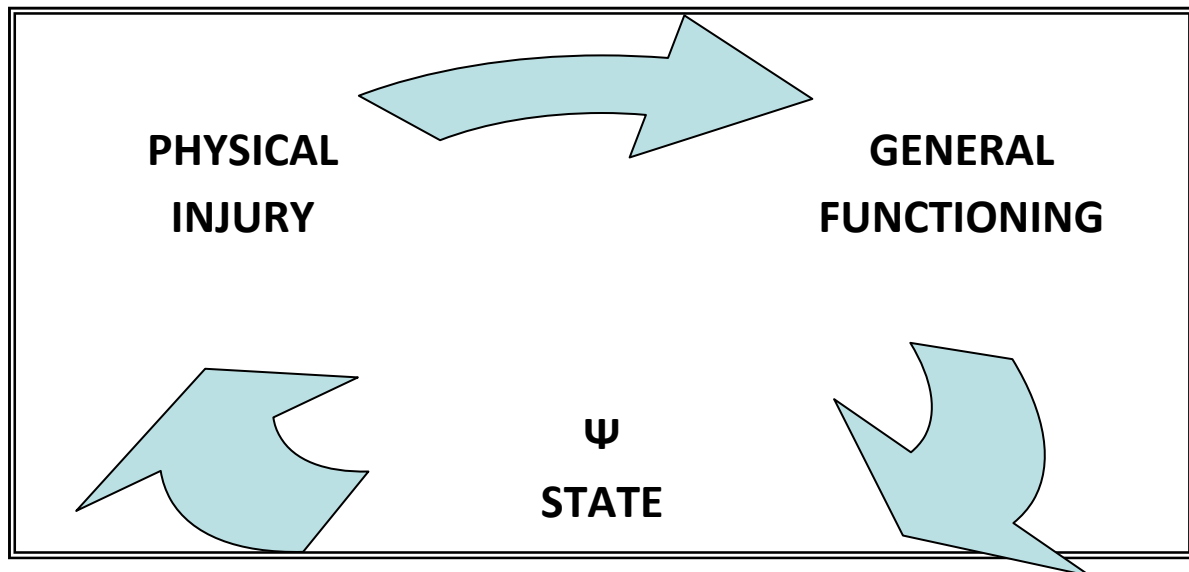 PHYSICAL
INJURY
GENERAL
FUNCTIONING
Ψ
STATE